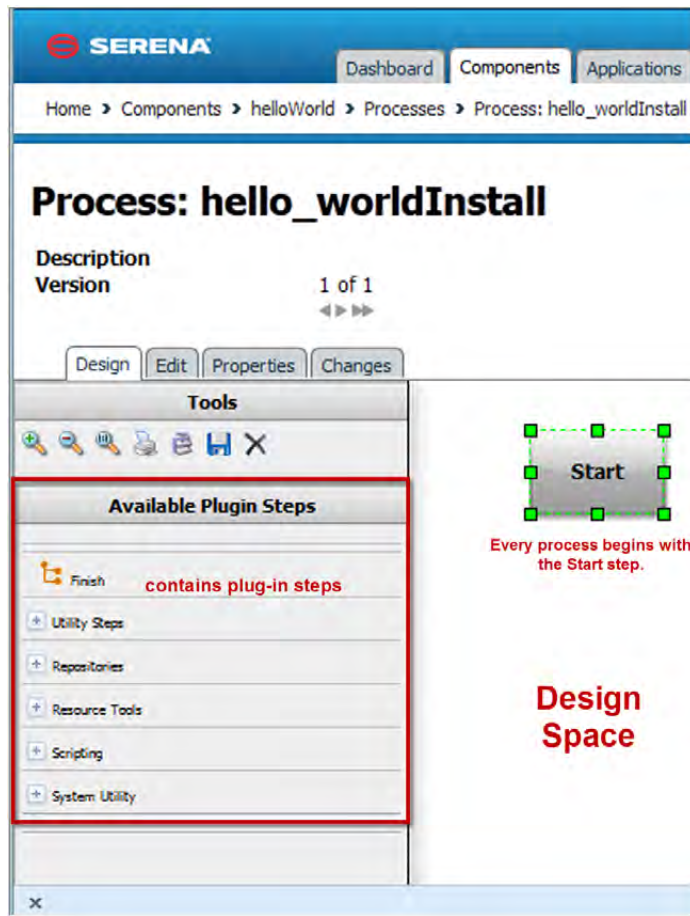 SERENA
Dashboard Components Applications
Home > Components > helloWorld > Processes > Process: hello_worldInstall
Process: hello_worldInstall
Description
Version 1 of 1
Design Edit Properties Changes
Tools
Available Plugin Steps
Start
Every process begins with
the Start step.
Finish contains plug-in steps
Utility Steps
Repositories
Resource Tools
Scripting
System Utility
Design
Space